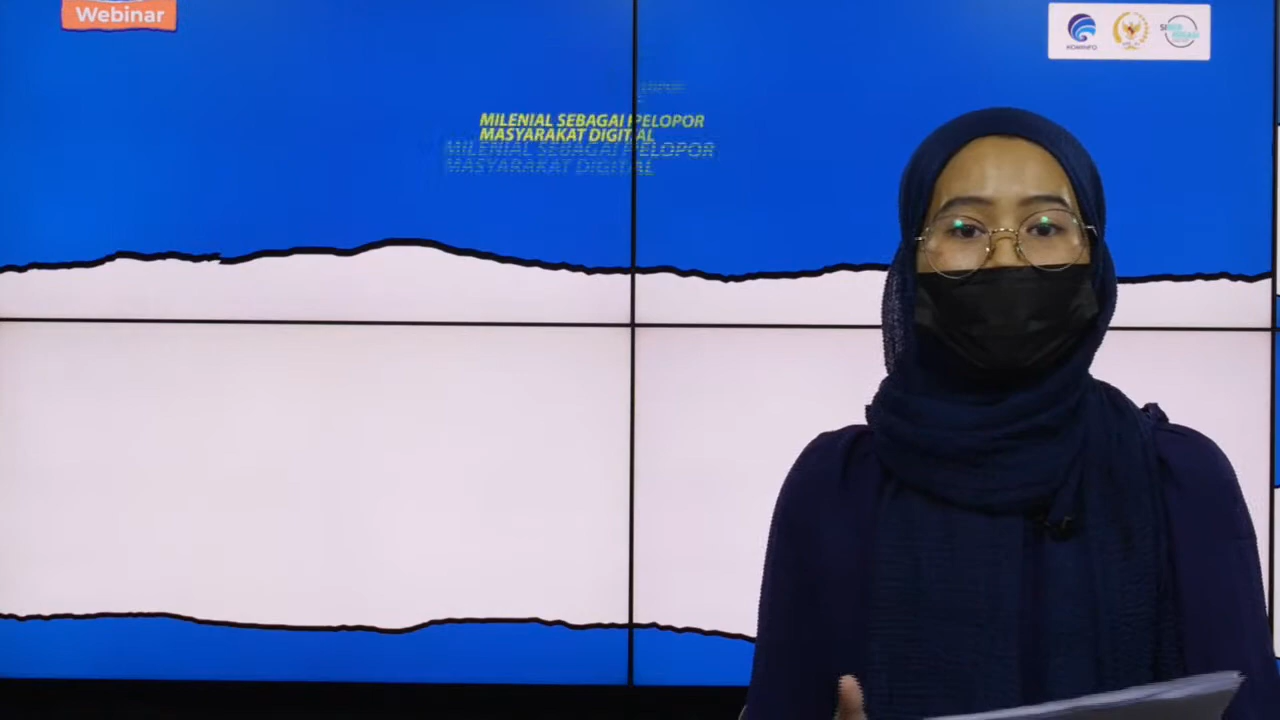 Webinar
KOMINFO
MILENIAL SEBAGAI PELOPOR
MASYARAKAT DIGITAL
MILENIAL SEBAGAI PELOPOR
MASYARAKAT DIGITAL